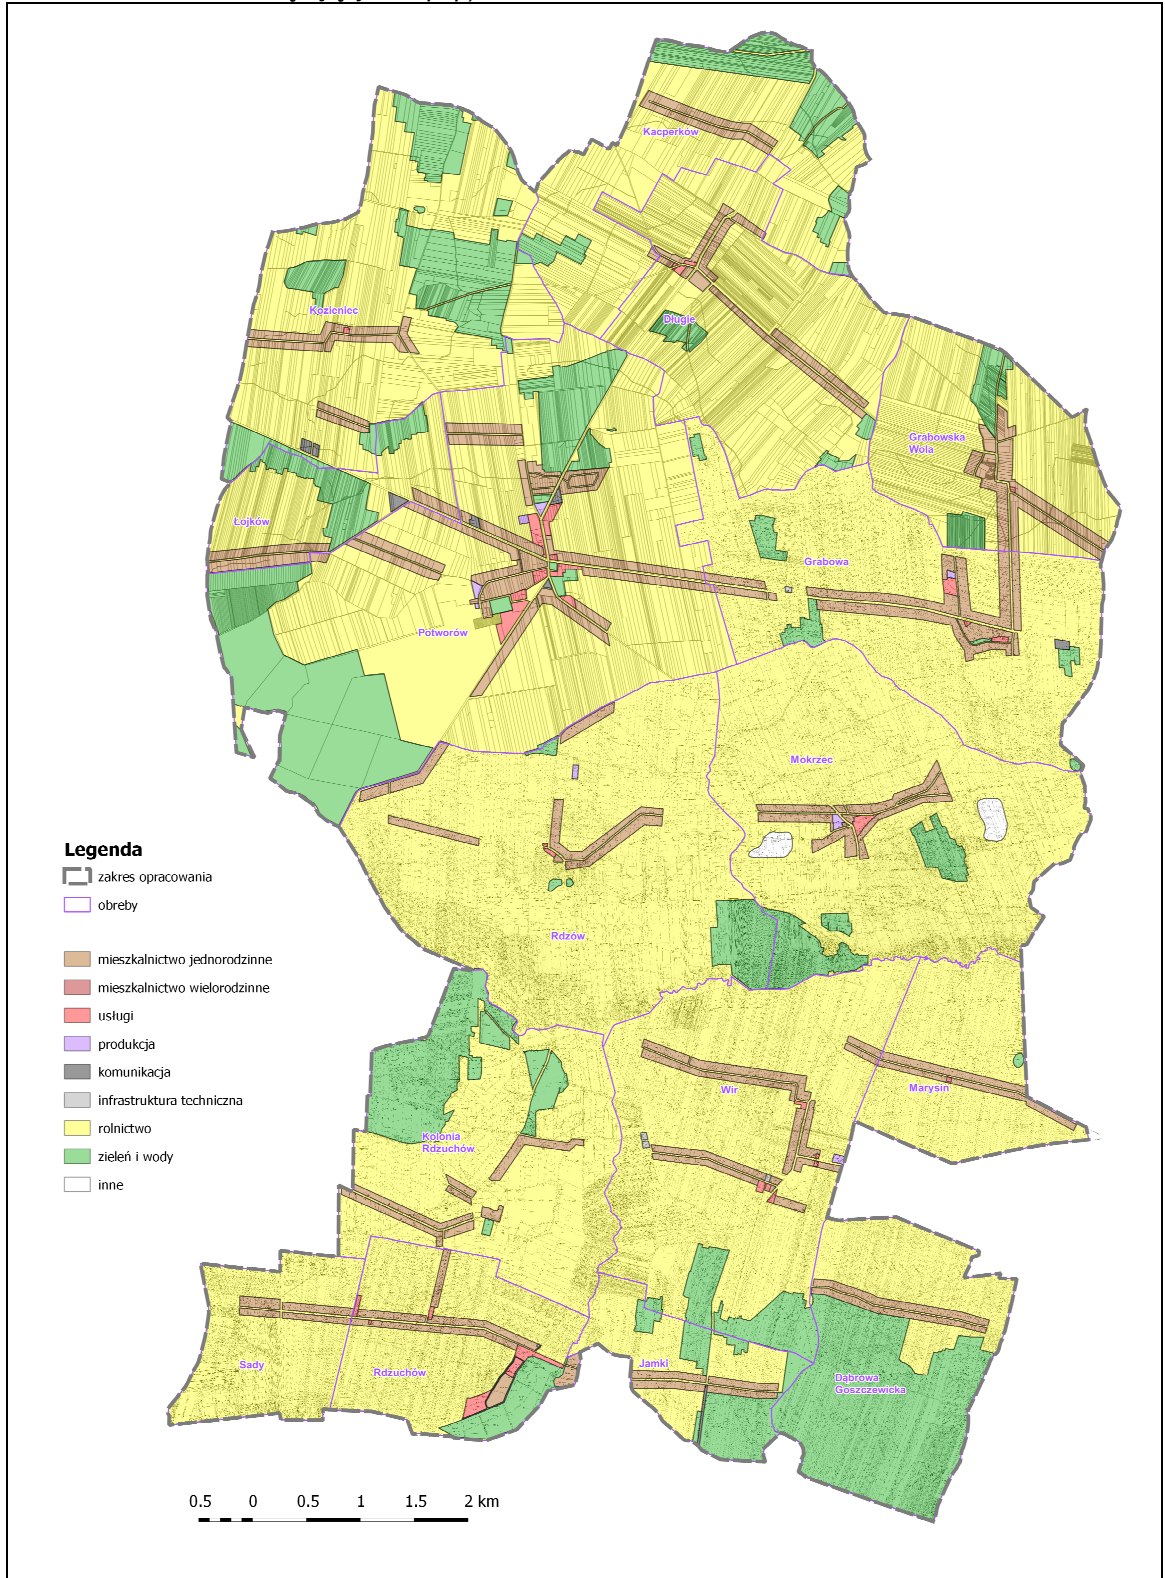 Kacperków
Kozieniec
Długie
Grabowska
Wola
Łojków
Grabowa
Potworów
Mokrzec
Legenda
zakres opracowania
obreby
mieszkalnictwo jednorodzinne
mieszkalnictwo wielorodzinne
usługi
produkcja
komunikacja
infrastruktura techniczna
rolnictwo
zieleń i wody
inne
Rdzów
Wir
Marysin
Kolonia
Rdzuchów
Sady
Rdzuchów
Jamki
Dąbrowa
Goszczewicka
0.5 0 0.5 1 1.5 2 km